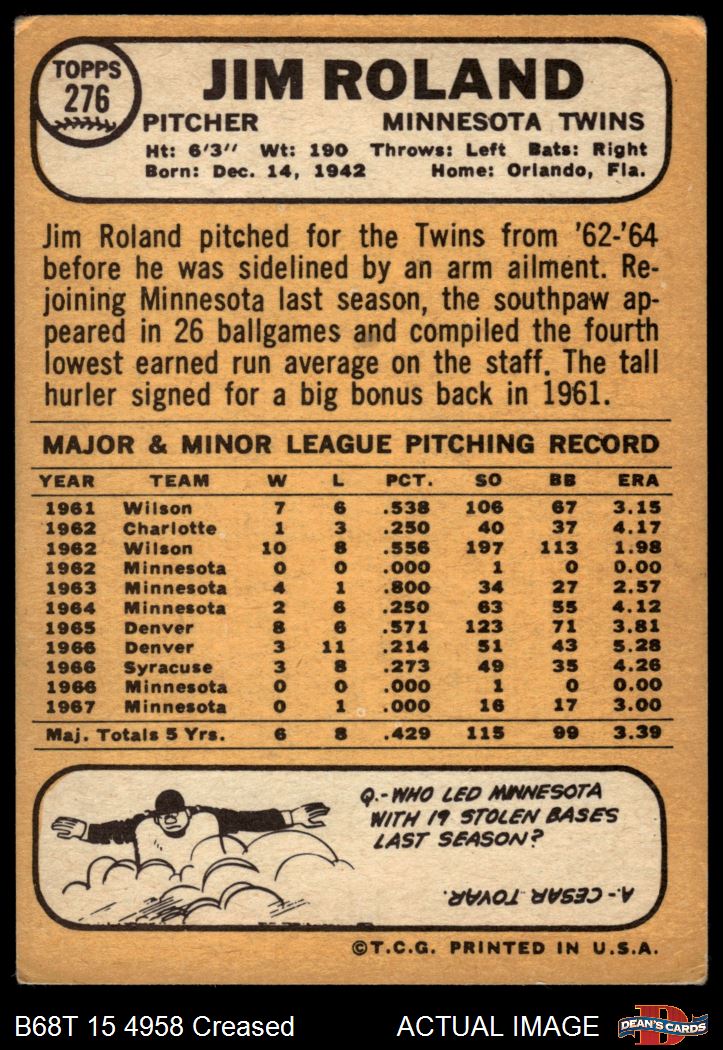 TOPPS
276
JIM ROLAND
PITCHER MINNESOTA TWINS
Ht: 6'3" Wt: 190 Throws: Left Bats: Right
Born: Dec. 14, 1942 Home: Orlando, Fla.
Jim Roland pitched for the Twins from '62-'64
before he was sidelined by an arm ailment. Re-
joining Minnesota last season, the southpaw ap-
peared in 26 ballgames and compiled the fourth
lowest earned run average on the staff. The tall
hurler signed for a big bonus back in 1961.
MAJOR & MINOR LEAGUE PITCHING RECORD
YEAR TEAM W L PCT. SO BB ERA
1961 Wilson 7 6 .538 106 67 3.15
1962 Charlotte 1 3 .250 40 37 4.17
1962 Wilson 10 8 .556 197 113 1.98
1962 Minnesota 0 0 .000 1 0 0.00
1963 Minnesota 4 1 .800 34 27 2.57
1964 Minnesota 2 6 .250 63 55 4.12
1965 Denver 8 6 .571 123 71 3.81
1966 Denver 3 11 .214 51 43 5.28
1966 Syracuse 3 8 .273 49 35 4.26
1966 Minnesota 0 0 .000 1 0 0.00
1967 Minnesota 0 1 .000 16 17 3.00
Maj. Totals 5 Yrs. 6 8 .429 115 99 3.39
Q.-WHO LED MINNESOTA
WITH 19 STOLEN BASES
LAST SEASON?
A.-CESAR TOVAR.
©T.C.G. PRINTED IN U.S.A.
B68T 15 4958 Creased ACTUAL IMAGE
D
DEAN'S CARDS